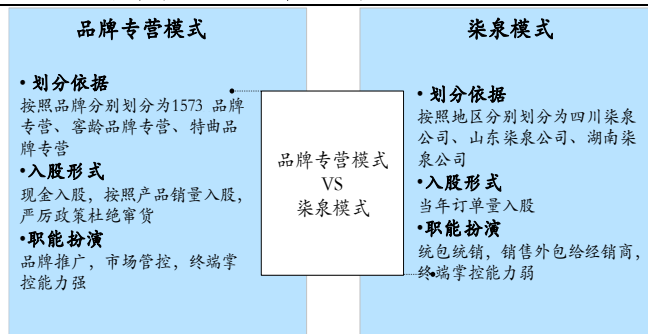 品牌专营模式
• 划分依据
按照品牌分别划分为1573 品牌
专营、窖龄品牌专营、特曲品
牌专营
•入股形式
现金入股，按照产品销量入股，
严厉政策杜绝窜货
•职能扮演
品牌推广，市场管控，终端掌
控能力强
品牌专营模式
VS
柒泉模式
柒泉模式
• 划分依据
按照地区分别划分为四川柒泉
公司、山东柒泉公司、湖南柒
泉公司
•入股形式
当年订单量入股
•职能扮演
统包统销，销售外包给经销商，
终端掌控能力弱